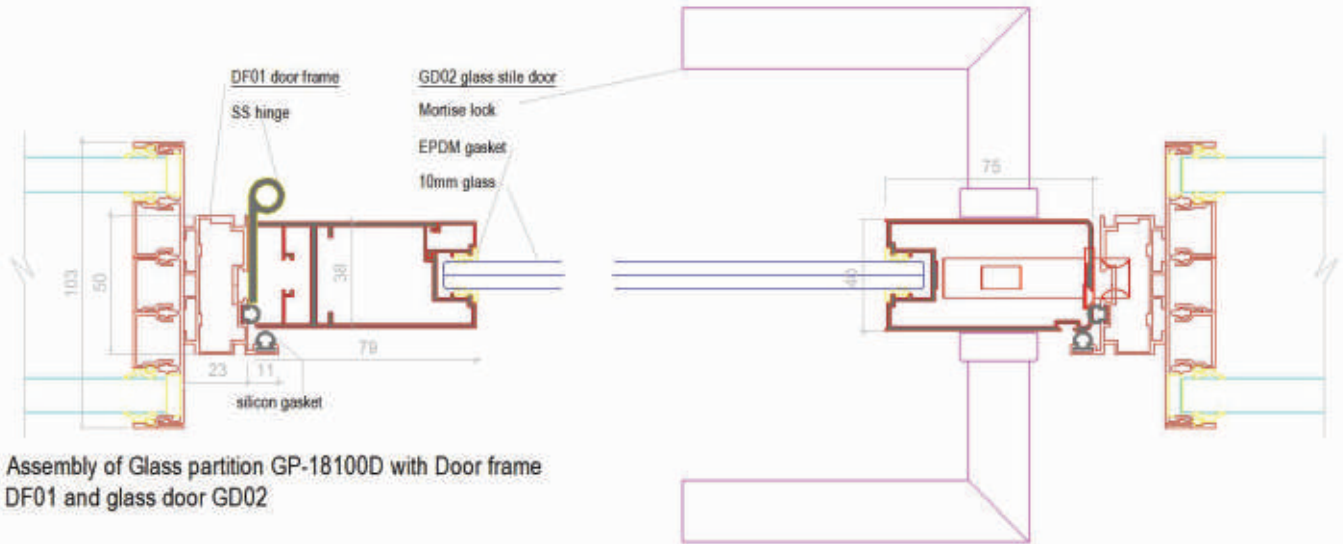 DF01 door frame
SS hinge
GD02 glass stile door
Mortise lock
EPDM gasket
10mm glass
75
103
50
38
40
79
23
11
silicon gasket
Assembly of Glass partition GP-18100D with Door frame
DF01 and glass door GD02